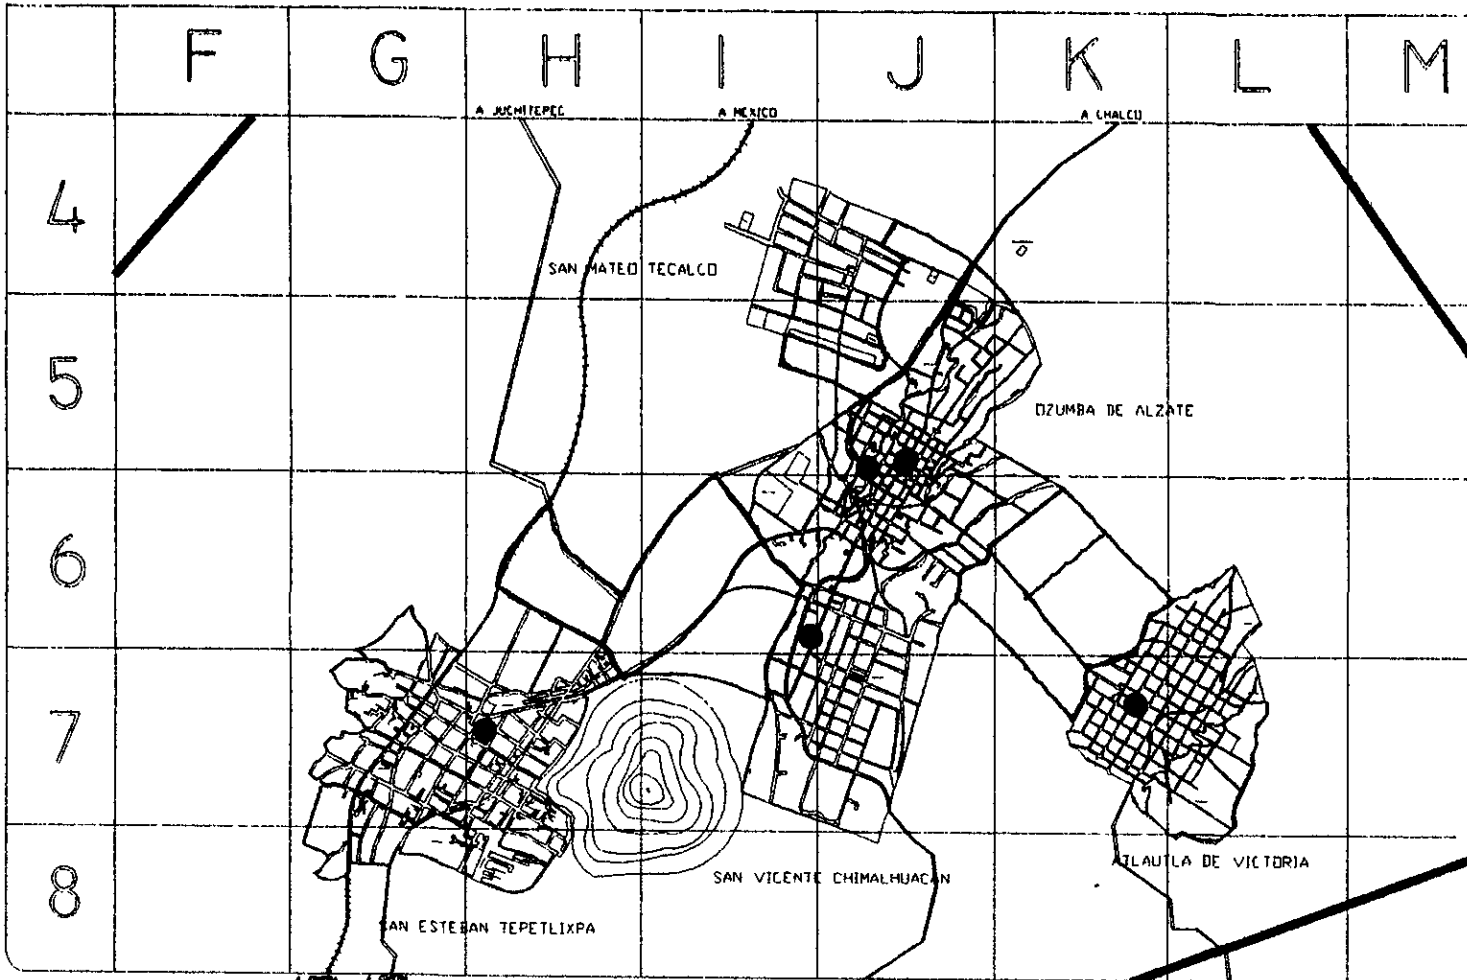 F G H I J K L M
A JUCHITEPEC A MEXICO A CHALCO
4
SAN MATEO TECALCO
5
OZUMBA DE ALZATE
6
7
ATLAUTLA DE VICTORIA
8
SAN VICENTE CHIMALHUACAN
SAN ESTEBAN TEPETLIXPA